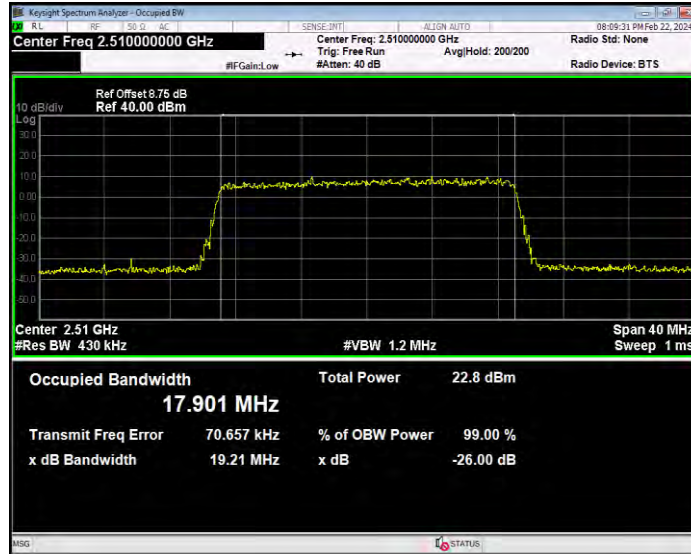 Keysight Spectrum Analyzer - Occupied BW
RL RF 50 Ω AC SENSE:INT ALIGN AUTO 08:09:31 PM Feb 22, 2024
Center Freq 2.510000000 GHz Center Freq: 2.510000000 GHz Radio Std: None
Trig: Free Run Avg|Hold: 200/200
#IFGain:Low #Atten: 40 dB Radio Device: BTS
Ref Offset 8.75 dB
10 dB/div Ref 40.00 dBm
Log
30.0
20.0
10.0
0.00
-10.0
-20.0
-30.0
-40.0
-50.0
Center 2.51 GHz Span 40 MHz
#Res BW 430 kHz #VBW 1.2 MHz Sweep 1 ms
Occupied Bandwidth Total Power 22.8 dBm
17.901 MHz
Transmit Freq Error 70.657 kHz % of OBW Power 99.00 %
x dB Bandwidth 19.21 MHz x dB -26.00 dB
MSG STATUS